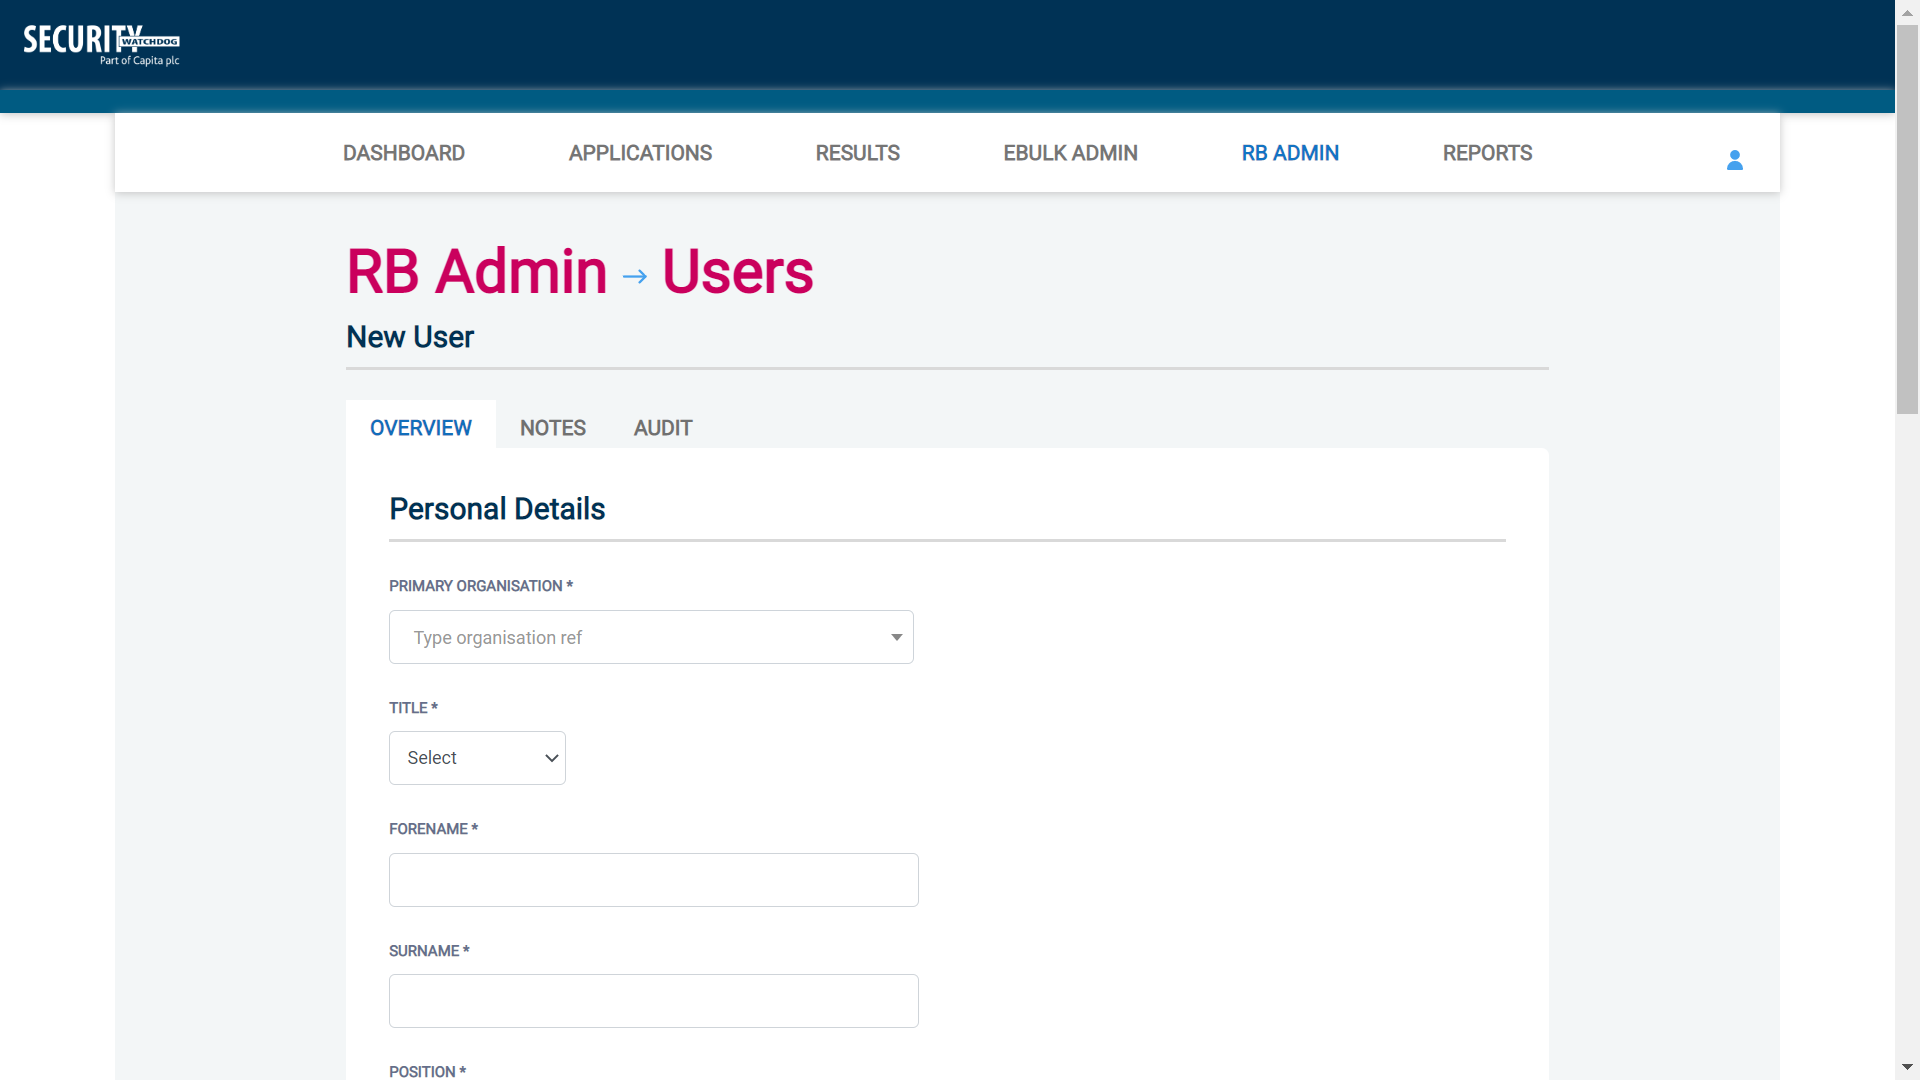 SECURITY
WATCHDOG
Part of Capita plc
DASHBOARD APPLICATIONS RESULTS EBULK ADMIN RB ADMIN REPORTS
RB Admin → Users
New User
OVERVIEW NOTES AUDIT
Personal Details
PRIMARY ORGANISATION *
Type organisation ref
TITLE *
Select
FORENAME *
SURNAME *
POSITION *